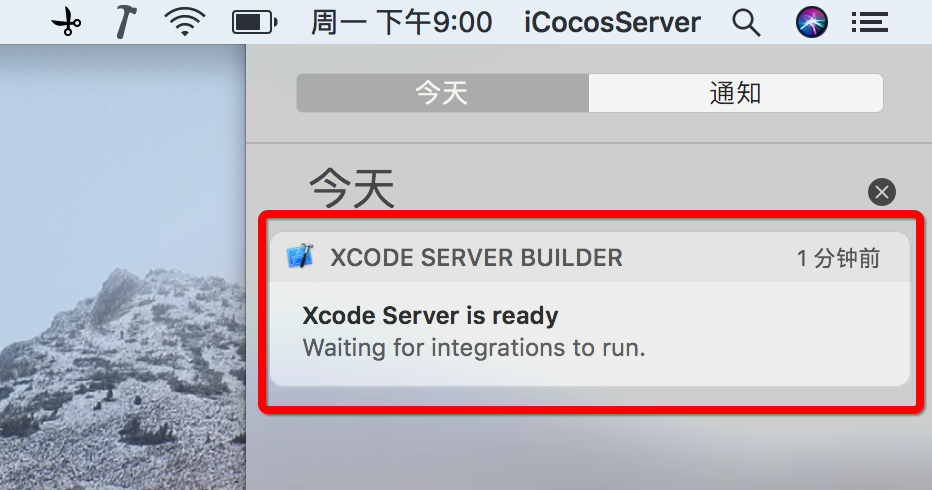 周一 下午9:00 iCocosServer
今天 通知
今天
XCODE SERVER BUILDER 1 分钟前
Xcode Server is ready
Waiting for integrations to run.